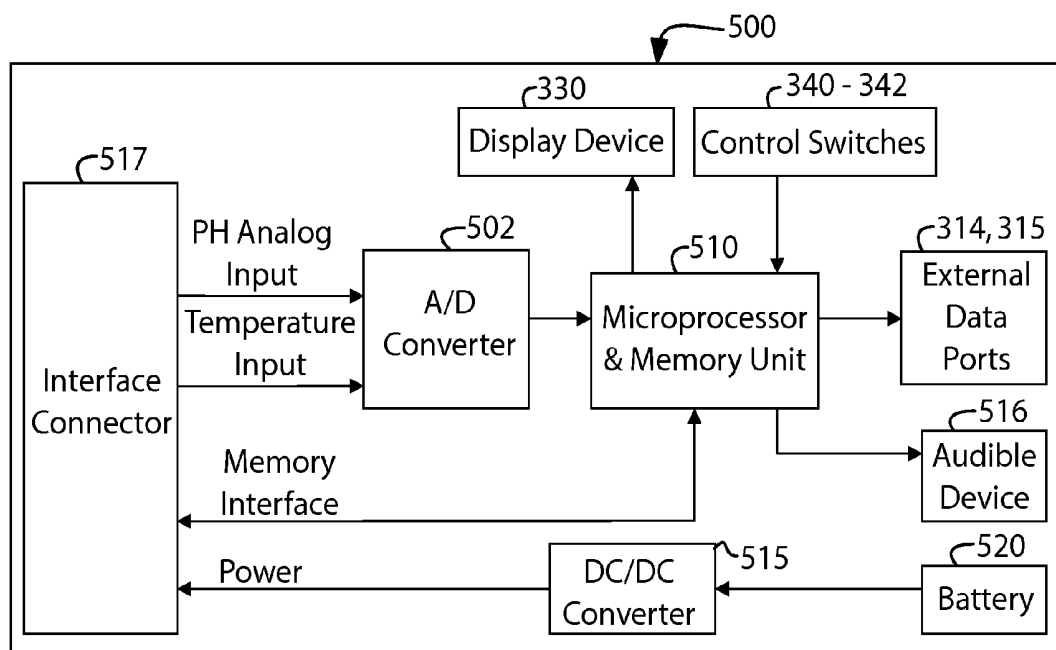 500
330
Display Device
340 - 342
Control Switches
517
Interface
Connector
PH Analog
Input
Temperature
Input
502
A/D
Converter
510
Microprocessor
& Memory Unit
314, 315
External
Data
Ports
516
Audible
Device
Memory
Interface
Power
515
DC/DC
Converter
520
Battery